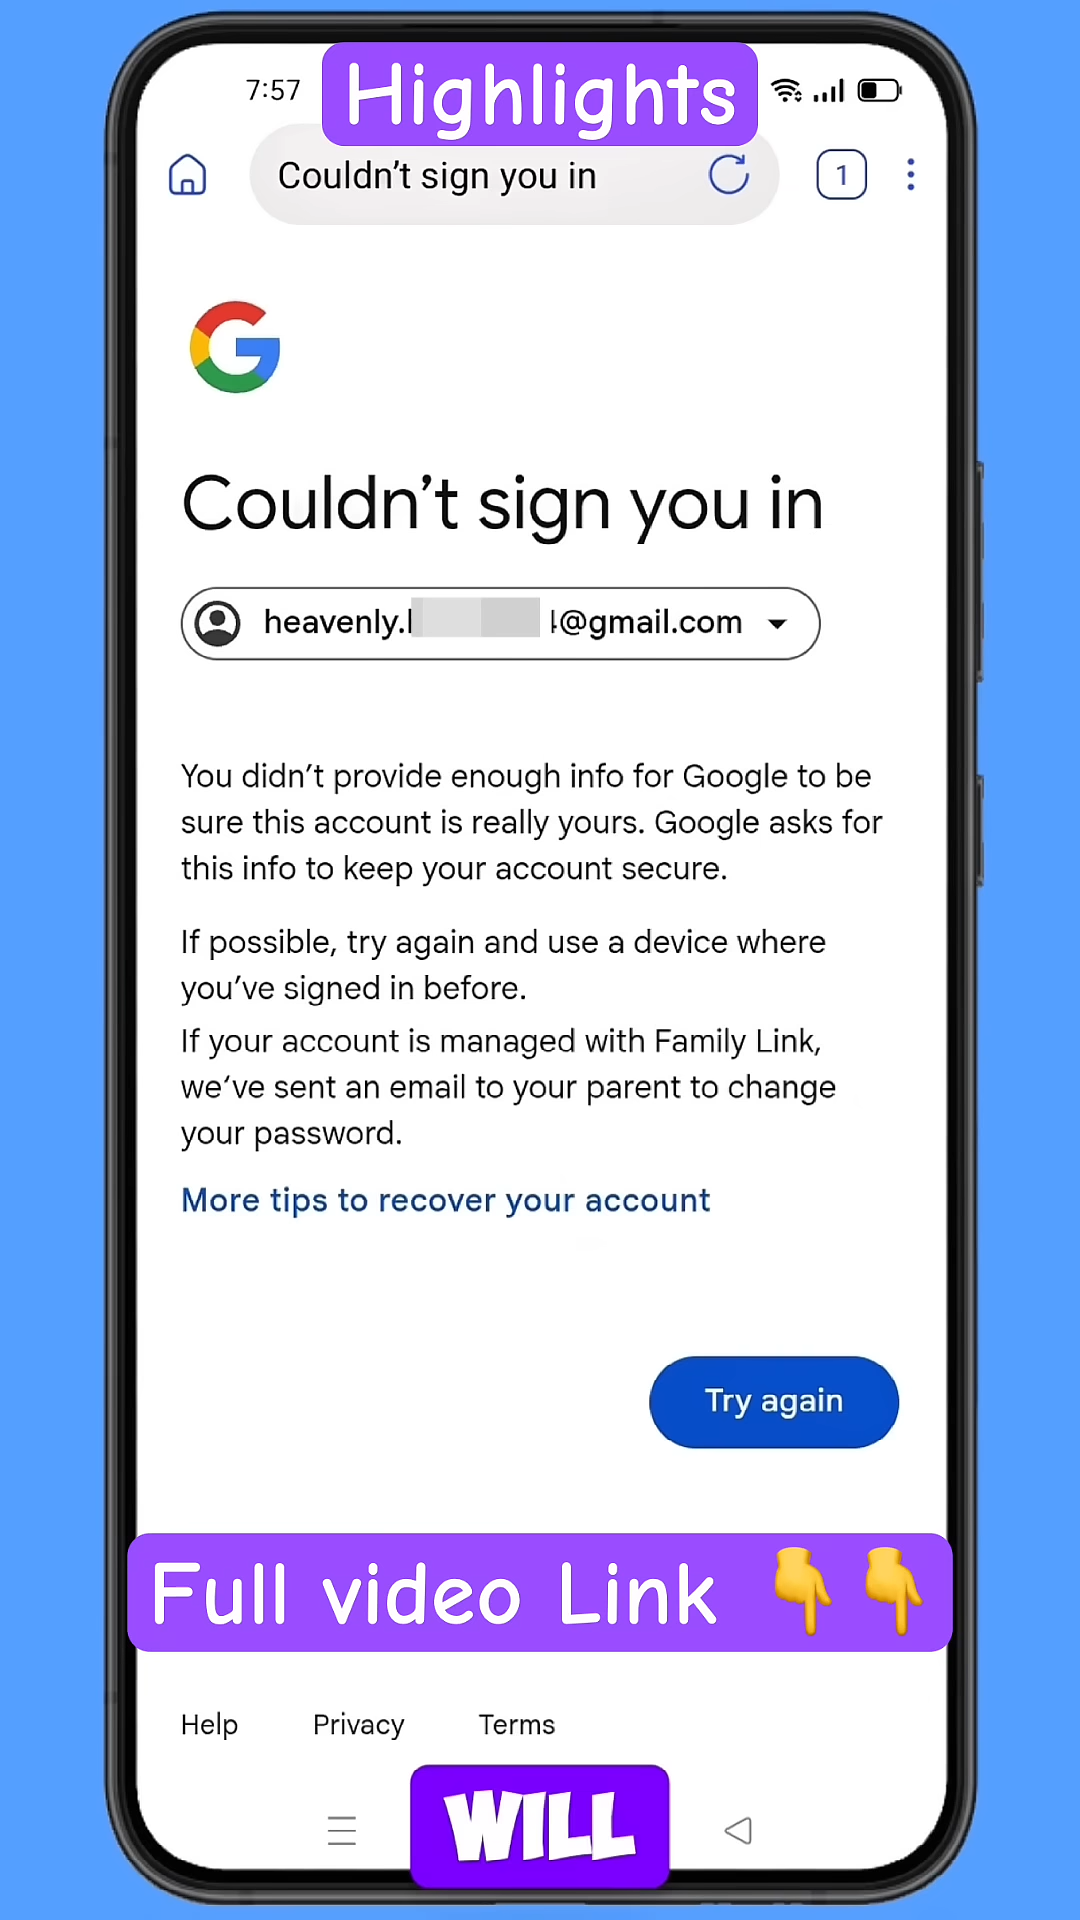 7:57
Highlights
Couldn't sign you in
1
Couldn't sign you in
heavenly.
@gmail.com
You didn't provide enough info for Google to be
sure this account is really yours. Google asks for
this info to keep your account secure.
If possible, try again and use a device where
you've signed in before.
If your account is managed with Family Link,
we've sent an email to your parent to change
your password.
More tips to recover your account
Try again
Full video Link 👇👇
Help Privacy Terms
WILL